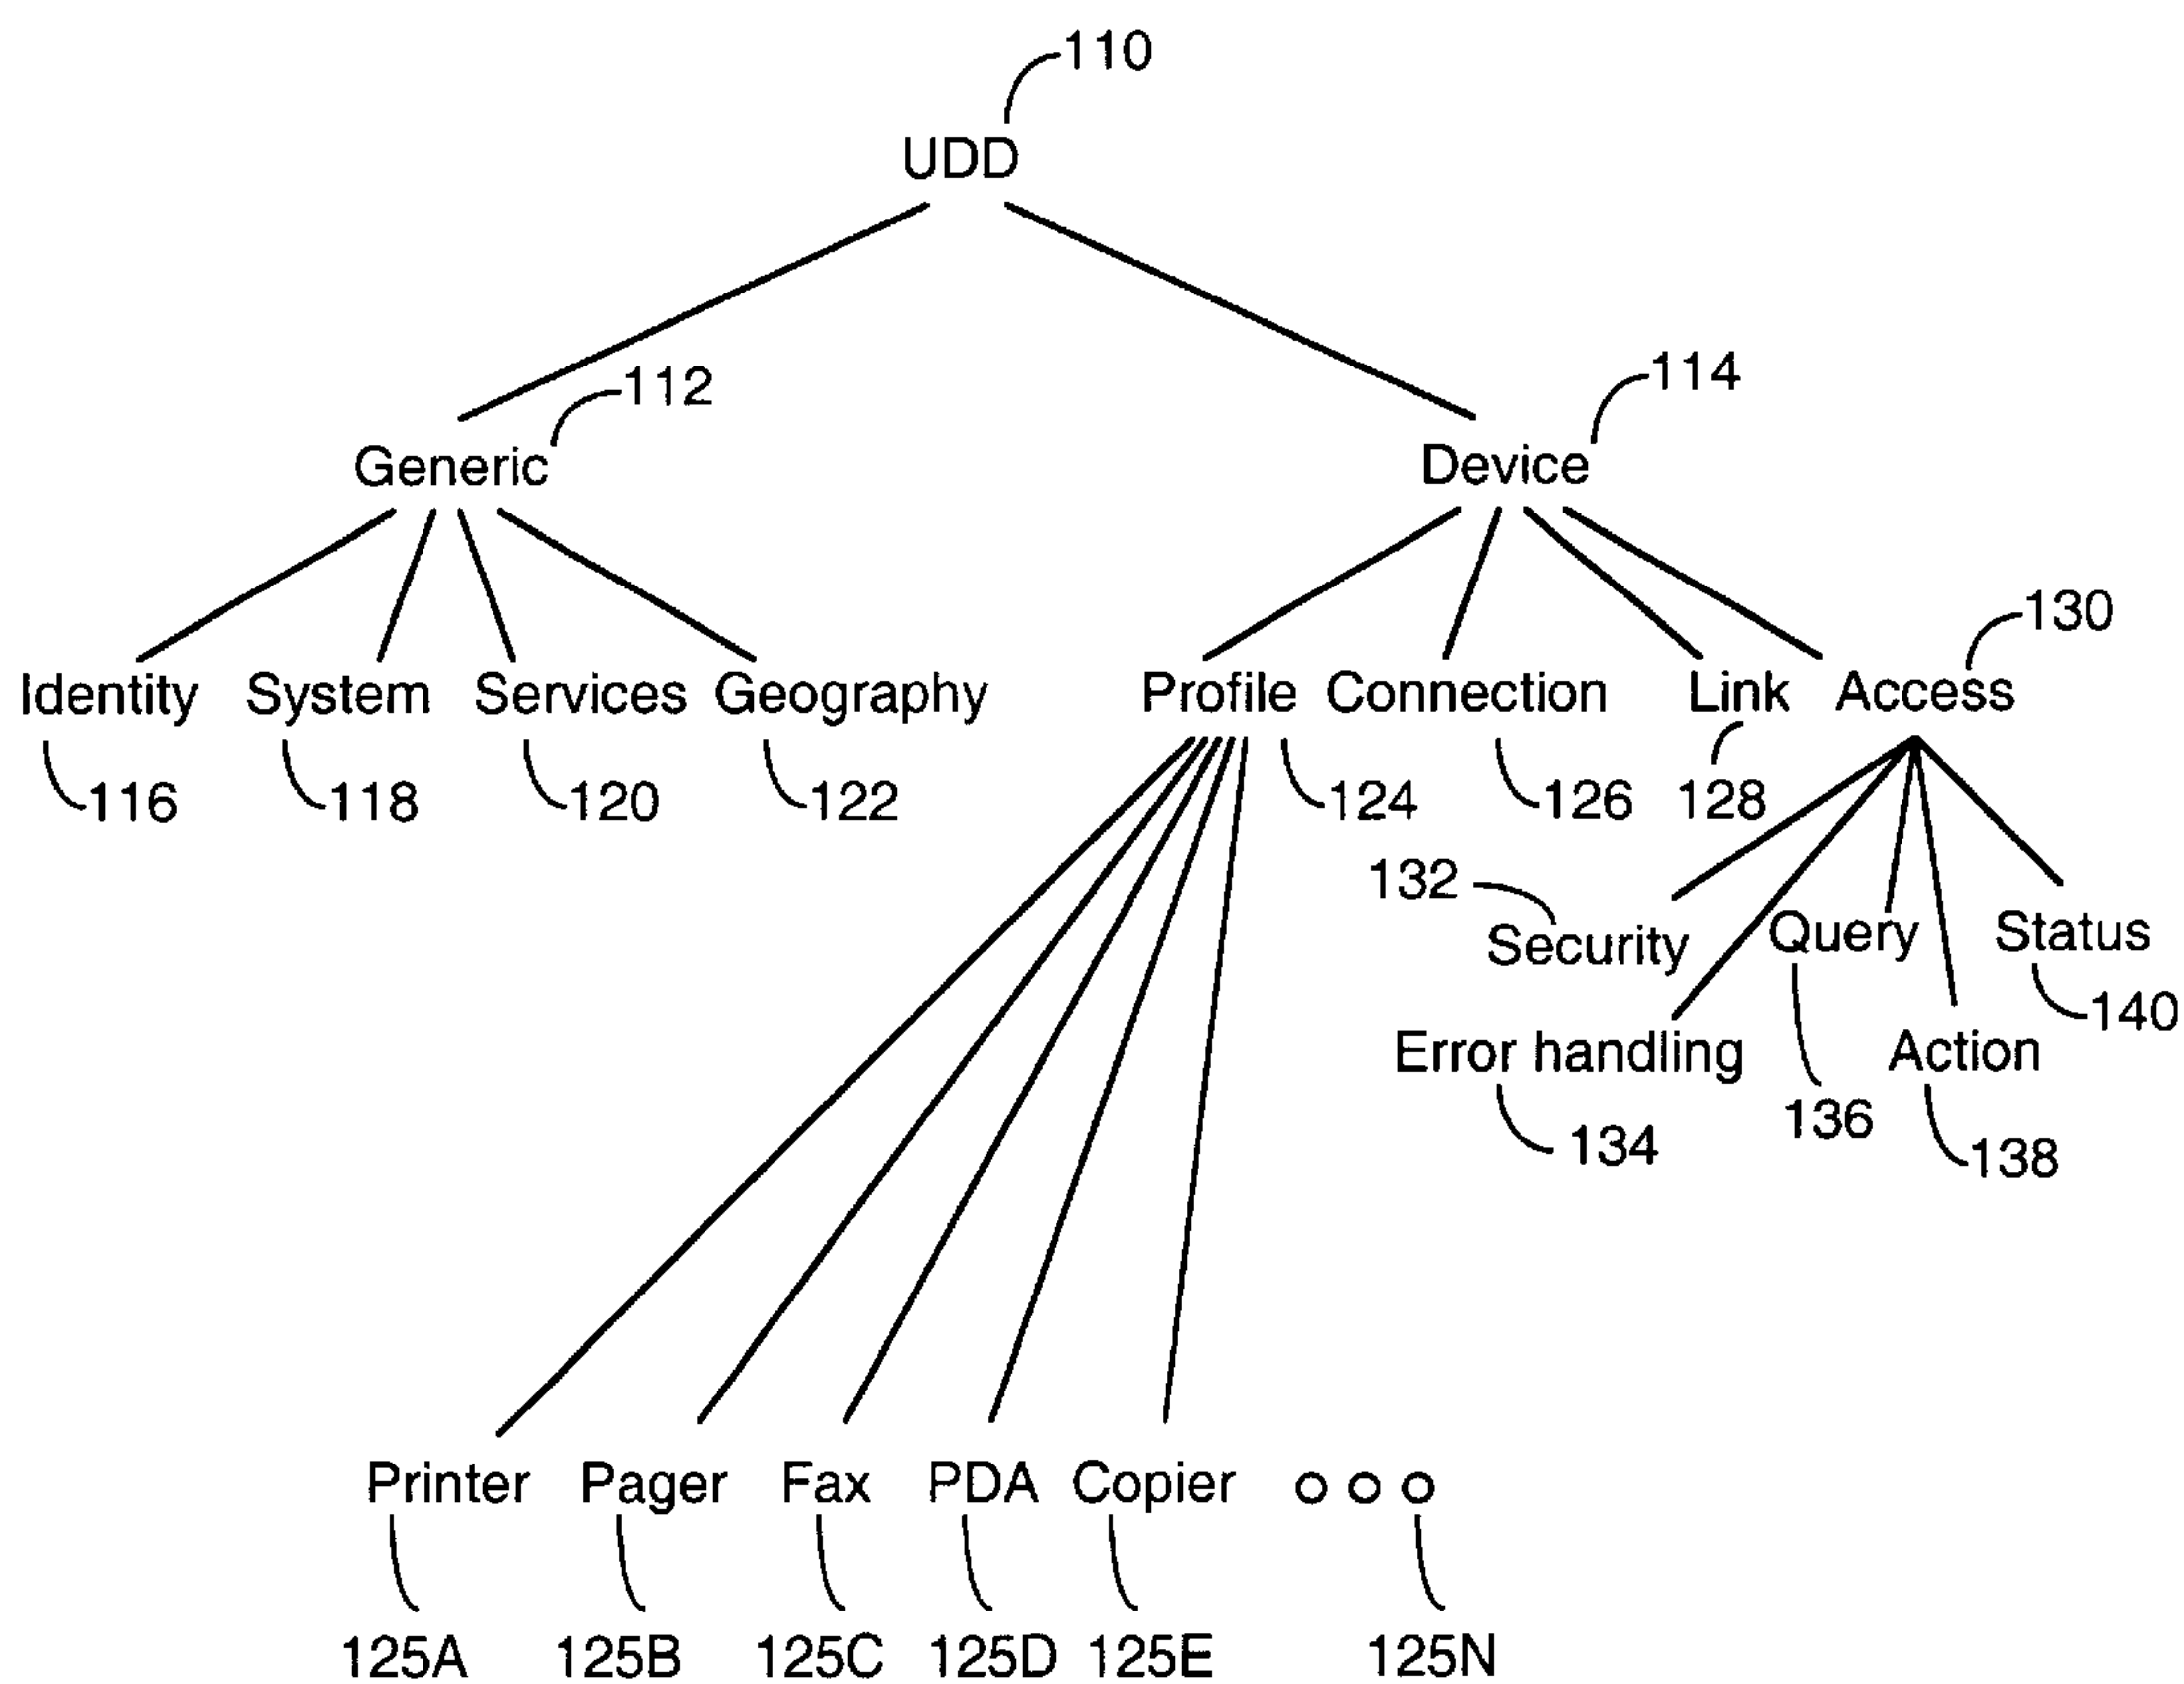 110
UDD
112
114
Generic
Device
130
Identity System Services Geography Profile Connection Link Access
116 118 120 122 124 126 128
132
Security Query Status
140
Error handling Action
136
134 138
Printer Pager Fax PDA Copier o o o
125A 125B 125C 125D 125E 125N